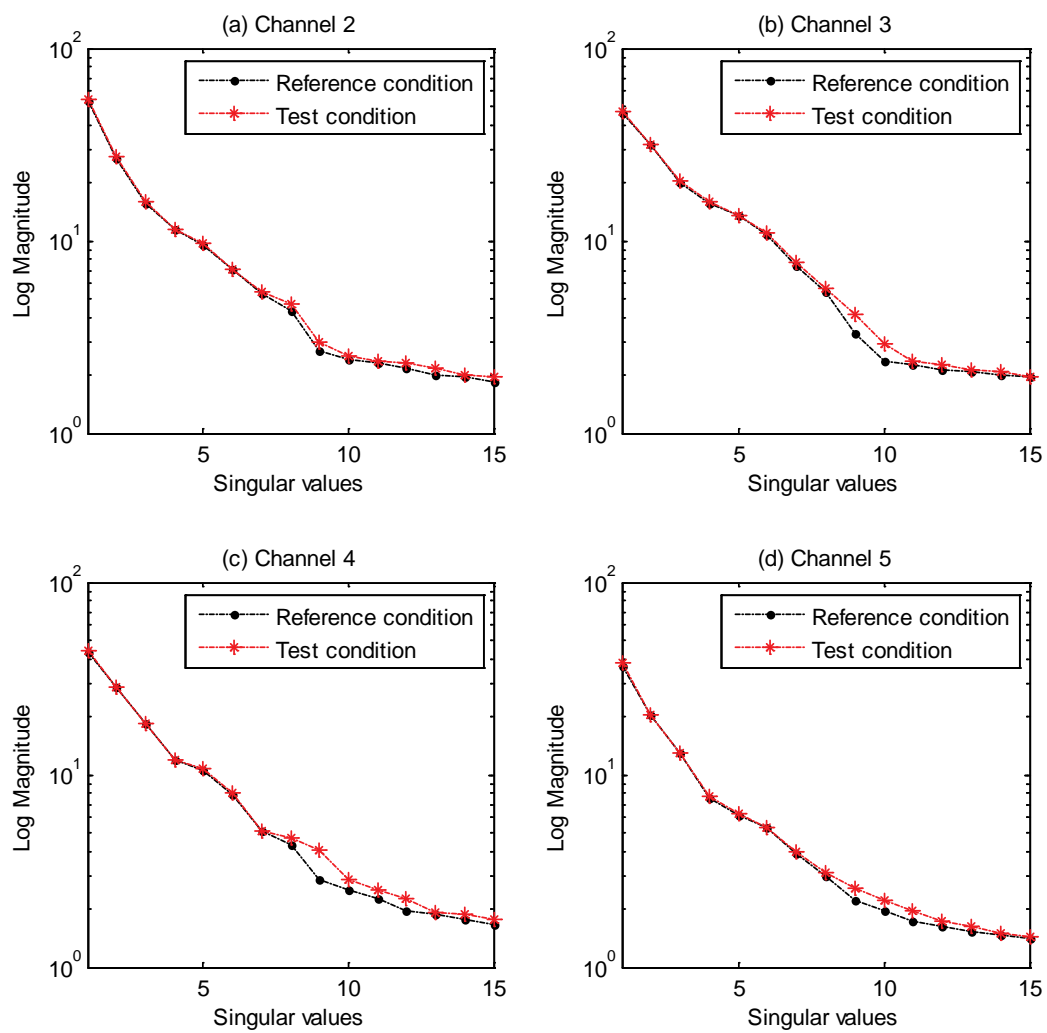 (a) Channel 2
10^2
10^1
10^0
Log Magnitude
Reference condition
Test condition
5
10
15
Singular values
(b) Channel 3
10^2
10^1
10^0
Log Magnitude
Reference condition
Test condition
5
10
15
Singular values
(c) Channel 4
10^2
10^1
10^0
Log Magnitude
Reference condition
Test condition
5
10
15
Singular values
(d) Channel 5
10^2
10^1
10^0
Log Magnitude
Reference condition
Test condition
5
10
15
Singular values